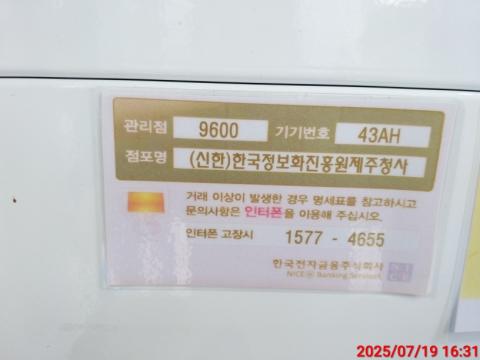 관리점 9600 기기번호 43AH
점포명 (신한)한국정보화진흥원제주청사
거래 이상이 발생한 경우 명세표를 참고하시고
문의사항은 인터폰을 이용해 주십시오.
인터폰 고장시 1577 - 4655
한국전자금융주식회사
NICE Banking Services
2025/07/19 16:31